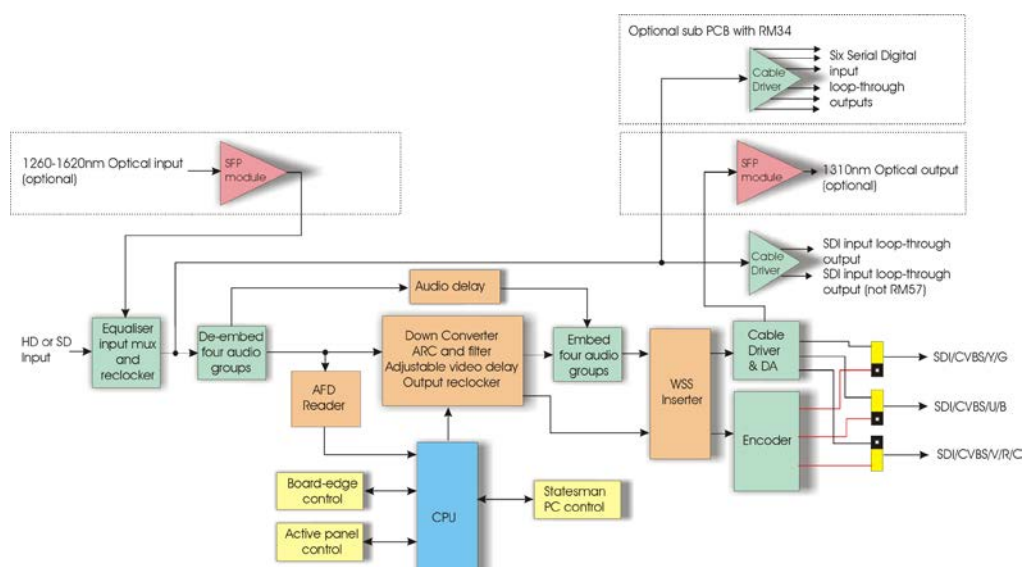 Optional sub PCB with RM34
Cable
Driver
Six Serial Digital
input
loop-through
outputs
1260-1620nm Optical input
(optional)
SFP
module
SFP
module
1310nm Optical output
(optional)
Cable
Driver
SDI input loop-through
output
SDI input loop-through
output (not RM57)
Audio delay
HD or SD
Input
Equaliser
input mux
and
reclocker
De-embed
four audio
groups
Down Converter
ARC and filter
Adjustable video delay
Output reclocker
Embed
four audio
groups
WSS
Inserter
Cable
Driver
& DA
SDI/CVBS/Y/G
AFD
Reader
Encoder
SDI/CVBS/U/B
SDI/CVBS/V/R/C
Board-edge
control
CPU
Statesman
PC control
Active panel
control